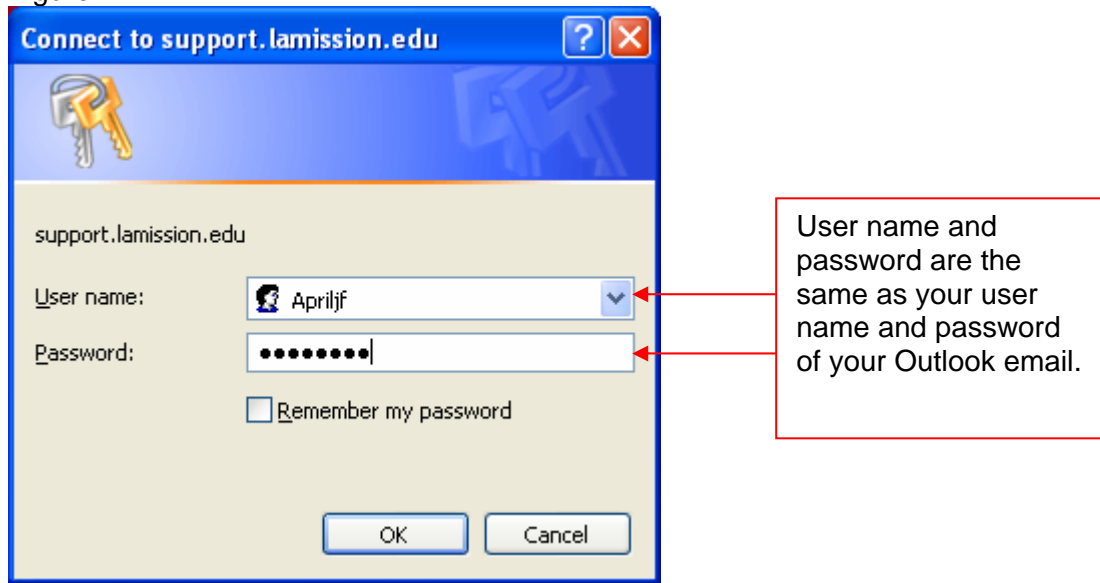 Connect to support.lamission.edu
support.lamission.edu
User name: Apriljf
Password: ●●●●●●●●
Remember my password
OK Cancel
User name and
password are the
same as your user
name and password
of your Outlook email.